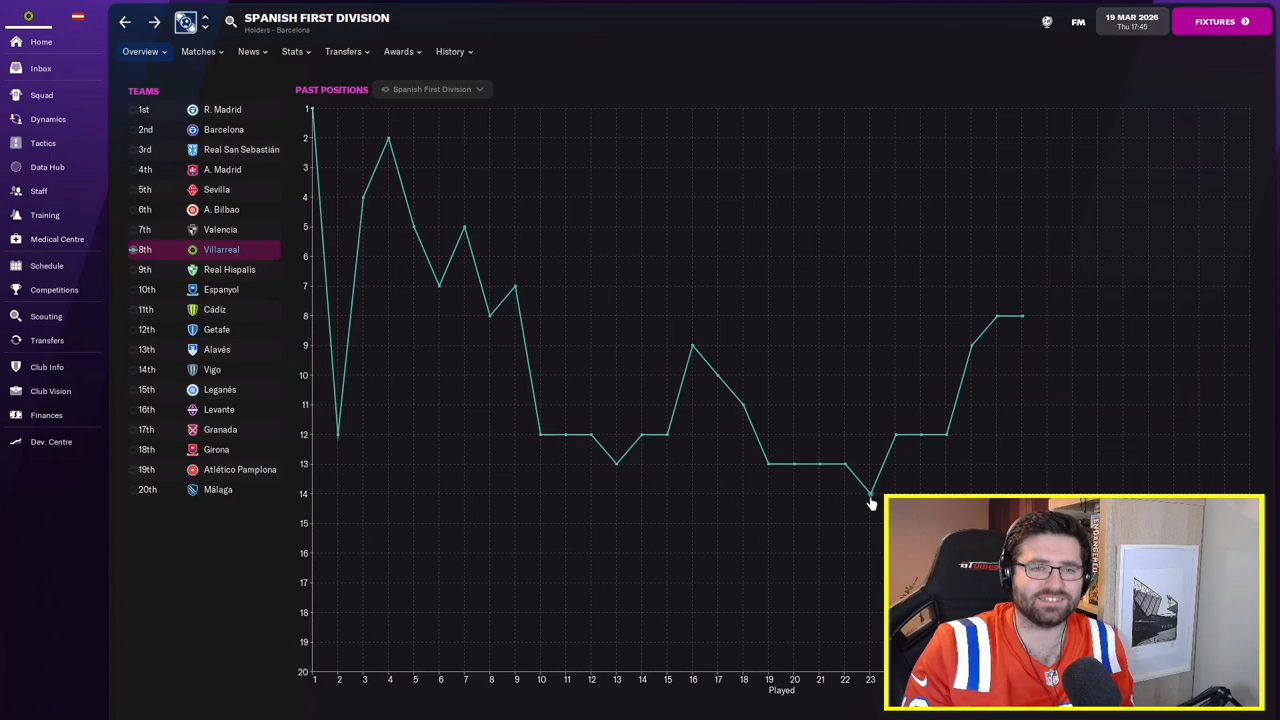 SPANISH FIRST DIVISION
Holders - Barcelona
FM
19 MAR 2026
Thu 17:45
FIXTURES
Overview
Matches
News
Stats
Transfers
Awards
History
Home
Inbox
Squad
Dynamics
Tactics
Data Hub
Staff
Training
Medical Centre
Schedule
Competitions
Scouting
Transfers
Club Info
Club Vision
Finances
Dev. Centre
TEAMS
1st R. Madrid
2nd Barcelona
3rd Real San Sebastián
4th A. Madrid
5th Sevilla
6th A. Bilbao
7th Valencia
8th Villarreal
9th Real Hispalis
10th Espanyol
11th Cádiz
12th Getafe
13th Alavés
14th Vigo
15th Leganés
16th Levante
17th Granada
18th Girona
19th Atlético Pamplona
20th Málaga
PAST POSITIONS
Spanish First Division
1
2
3
4
5
6
7
8
9
10
11
12
13
14
15
16
17
18
19
20
1 2 3 4 5 6 7 8 9 10 11 12 13 14 15 16 17 18 19 20 21 22 23
Played
ENDANGERED